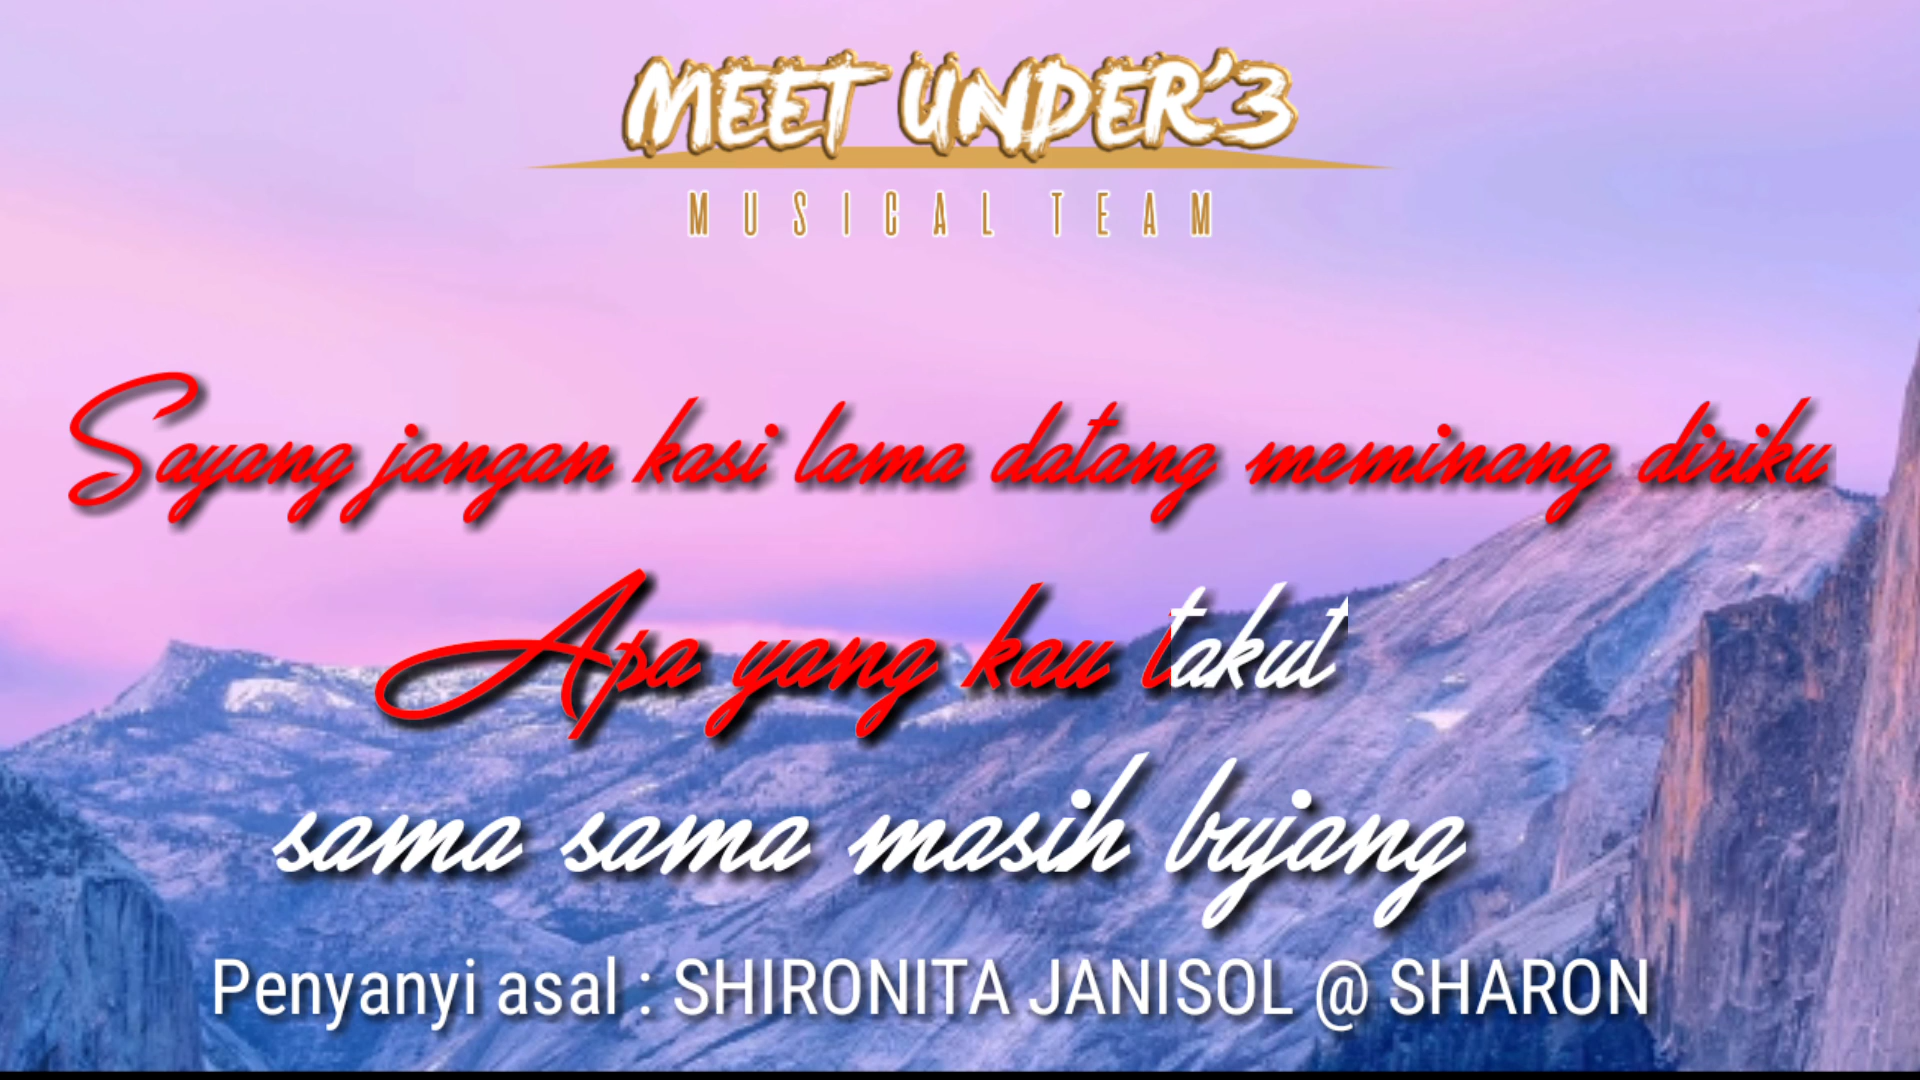 MEET UNDER'3
MUSICAL TEAM
Sayang jangan kasi lama datang meminang diriku
Apa yang kau takut
sama sama masih bujang
Penyanyi asal : SHIRONITA JANISOL @ SHARON